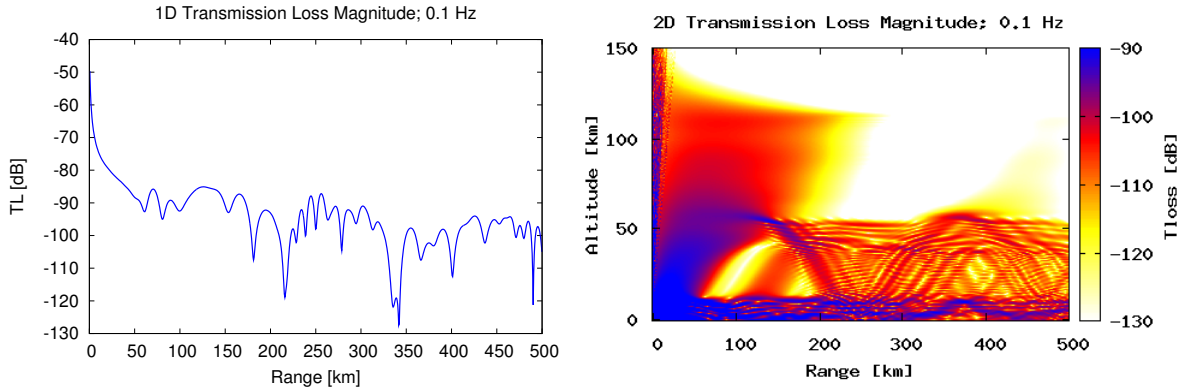 1D Transmission Loss Magnitude; 0.1 Hz
-40
-50
-60
-70
-80
-90
-100
-110
-120
-130
TL [dB]
0 50 100 150 200 250 300 350 400 450 500
Range [km]
2D Transmission Loss Magnitude; 0.1 Hz
150
100
50
0
Altitude [km]
0 100 200 300 400 500
Range [km]
-90
-100
-110
-120
-130
Tloss [dB]